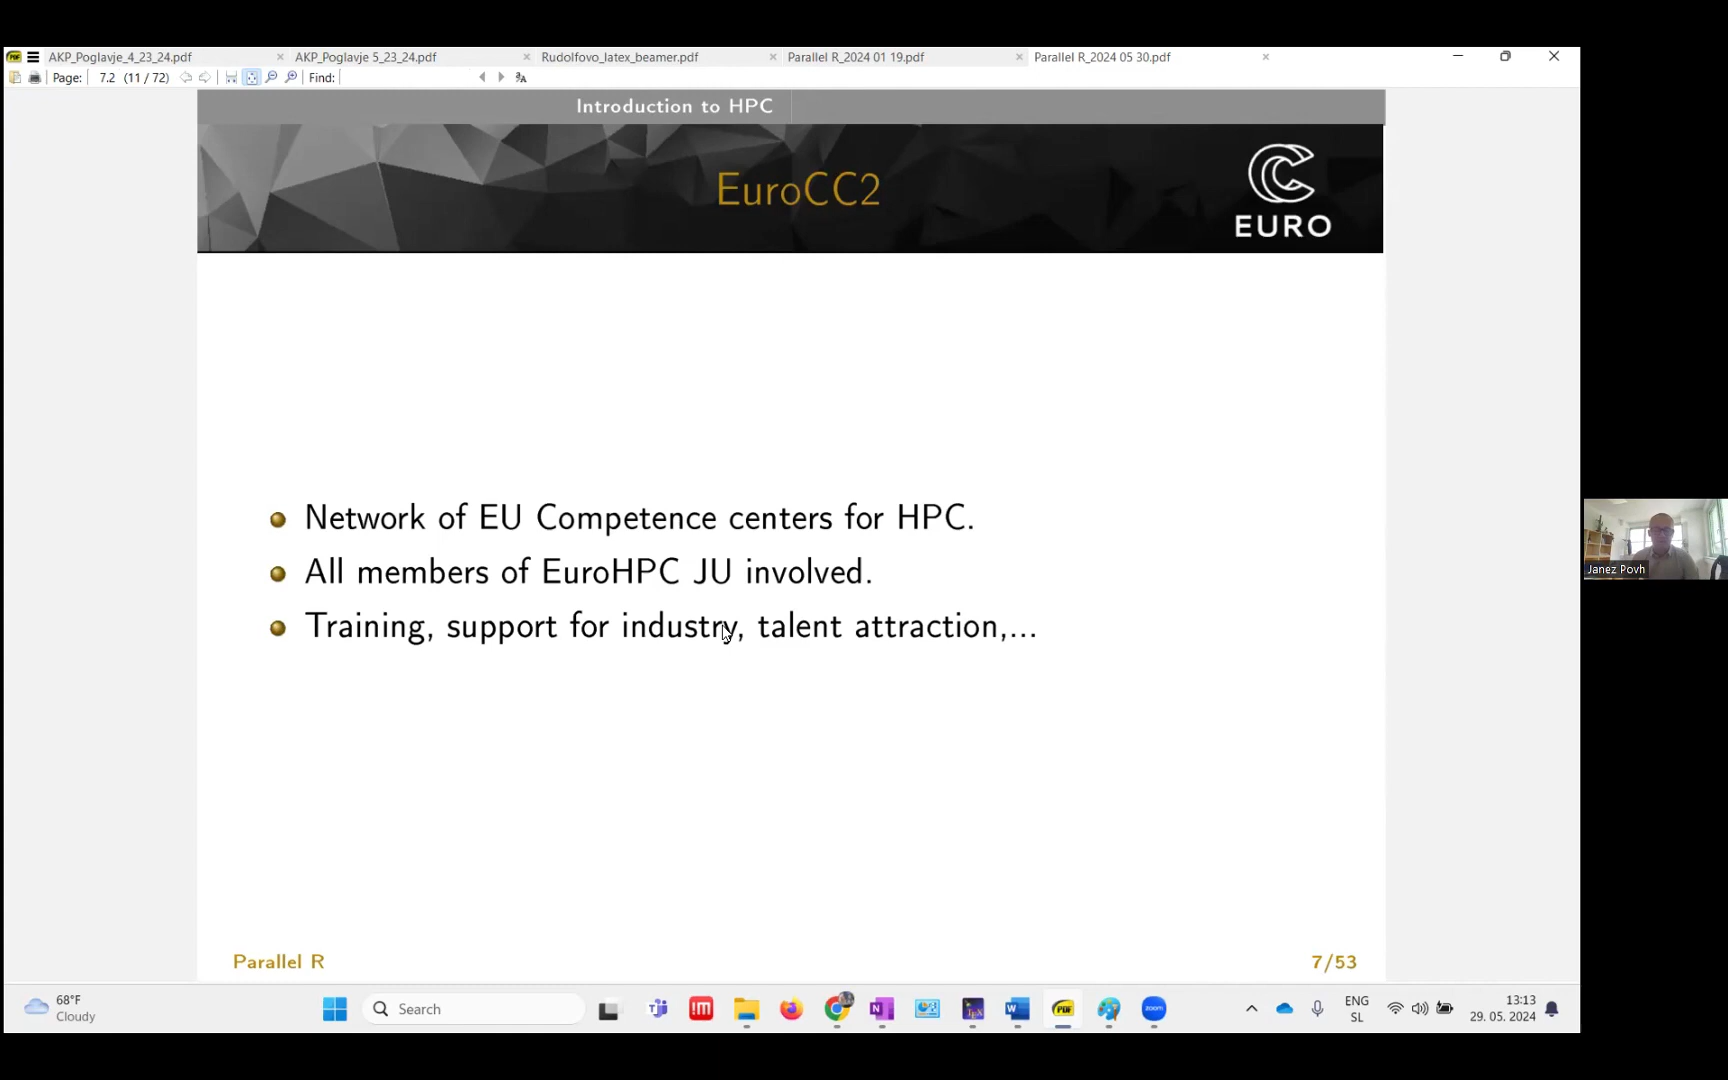 AKP_Poglavje_4_23_24.pdf
AKP_Poglavje 5_23_24.pdf
Rudolfovo_latex_beamer.pdf
Parallel R_2024 01 19.pdf
Parallel R_2024 05 30.pdf
Page: 7.2 (11 / 72)
Find:
Introduction to HPC
EuroCC2
EURO
Network of EU Competence centers for HPC.
All members of EuroHPC JU involved.
Training, support for industry, talent attraction,...
Janez Povh
Parallel R
7/53
68°F
Cloudy
Search
ENG
SL
13:13
29. 05. 2024